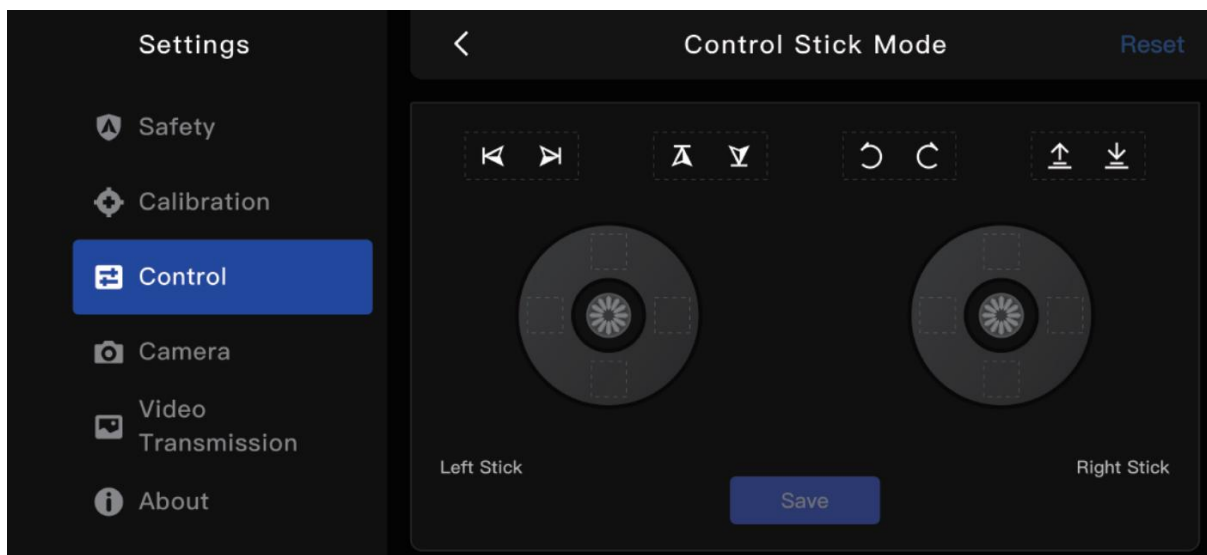 Settings
Safety
Calibration
Control
Camera
Video
Transmission
About
Control Stick Mode
Reset
Left Stick
Right Stick
Save